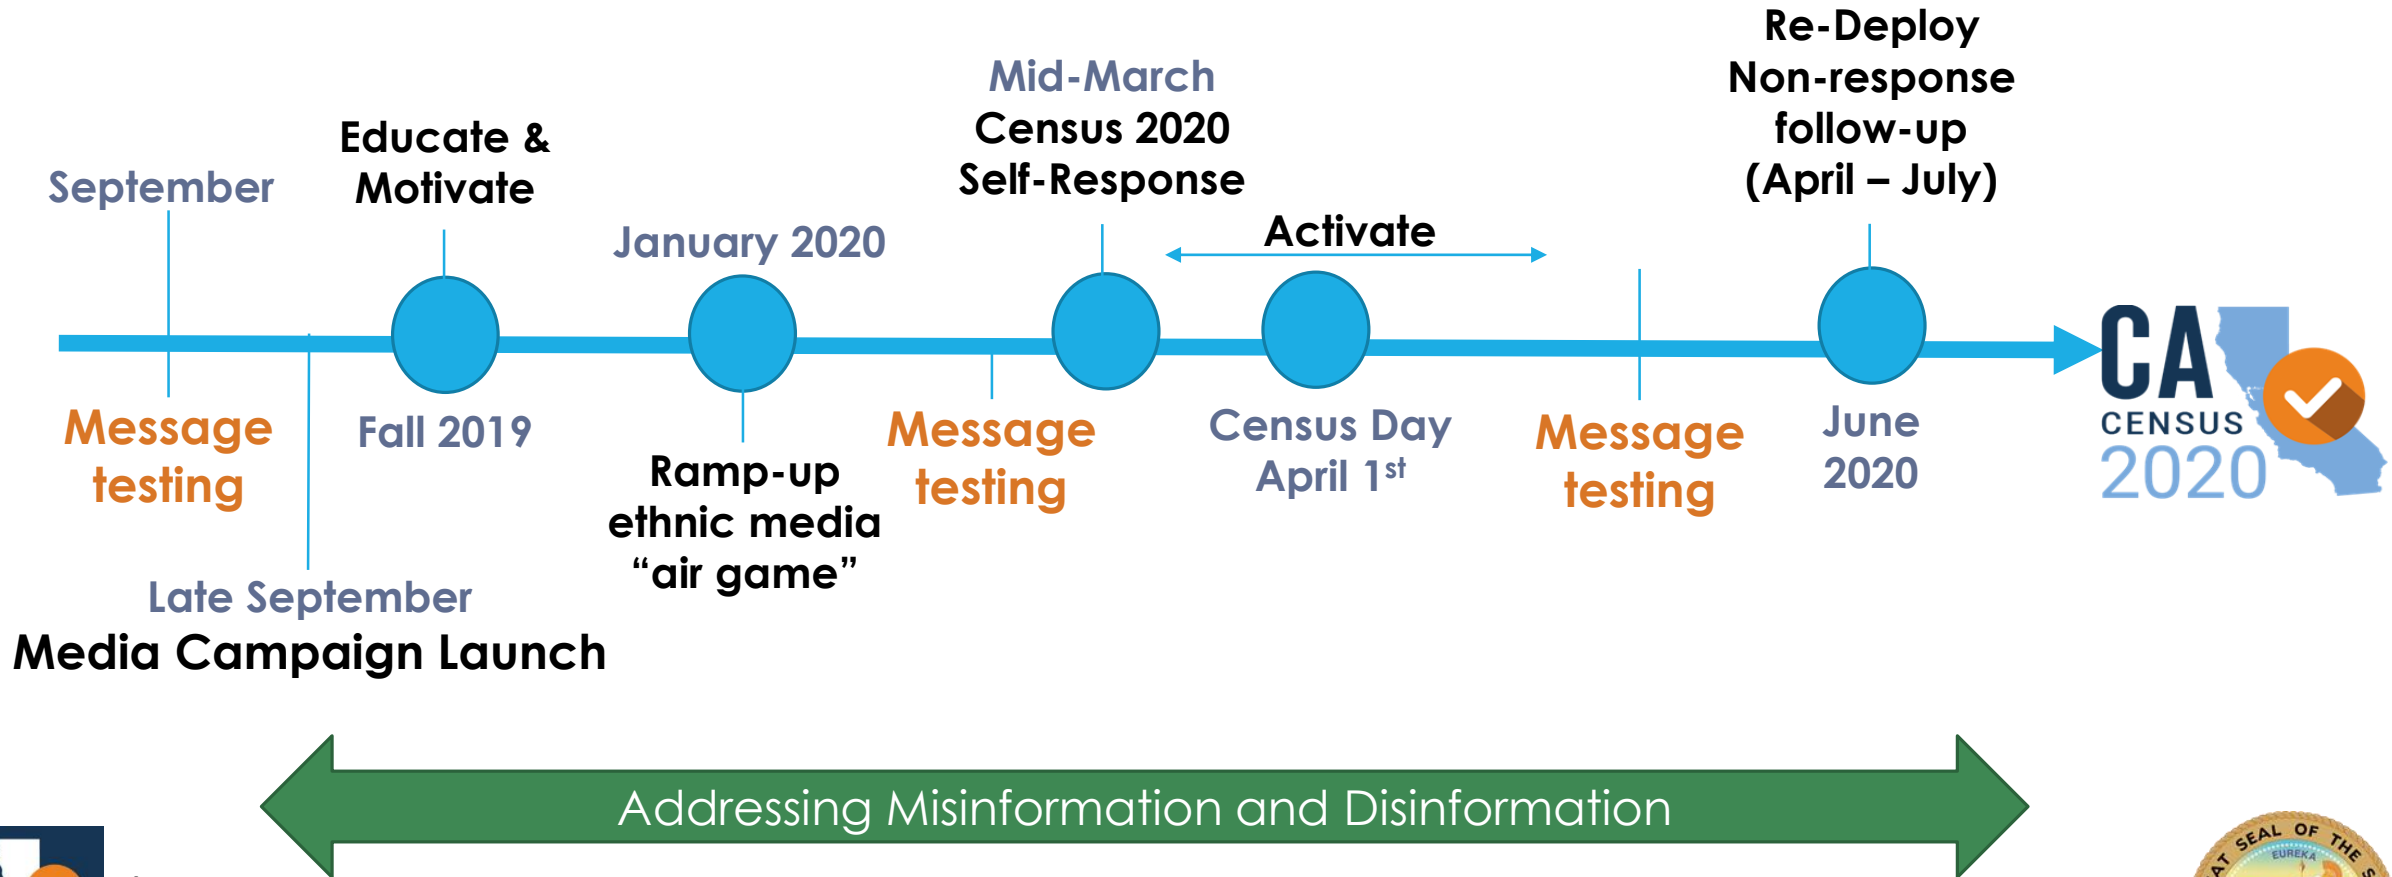 September
Message
testing
Late September
Media Campaign Launch
Educate &
Motivate
Fall 2019
January 2020
Ramp-up
ethnic media
“air game”
Message
testing
Mid-March
Census 2020
Self-Response
Activate
Census Day
April 1st
Message
testing
Re-Deploy
Non-response
follow-up
(April – July)
June
2020
CA
CENSUS
2020
Addressing Misinformation and Disinformation
SEAL OF THE
EUREKA